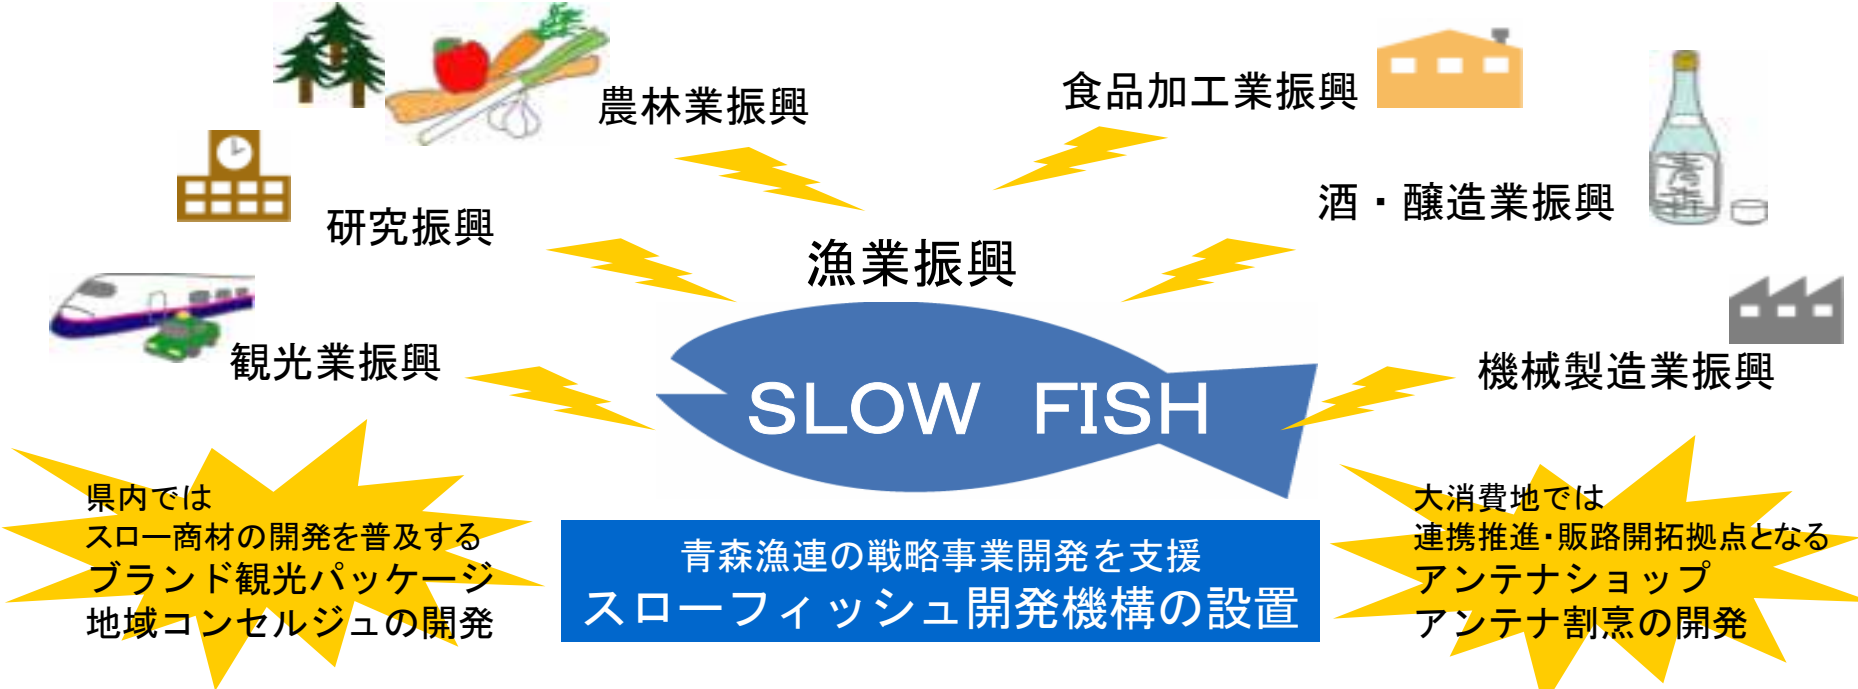 農林業振興
食品加工業振興
研究振興
酒・醸造業振興
漁業振興
観光業振興
機械製造業振興
SLOW FISH
県内では
スロー商材の開発を普及する
ブランド観光パッケージ
地域コンセルジュの開発
青森漁連の戦略事業開発を支援
スローフィッシュ開発機構の設置
大消費地では
連携推進・販路開拓拠点となる
アンテナショップ
アンテナ割烹の開発